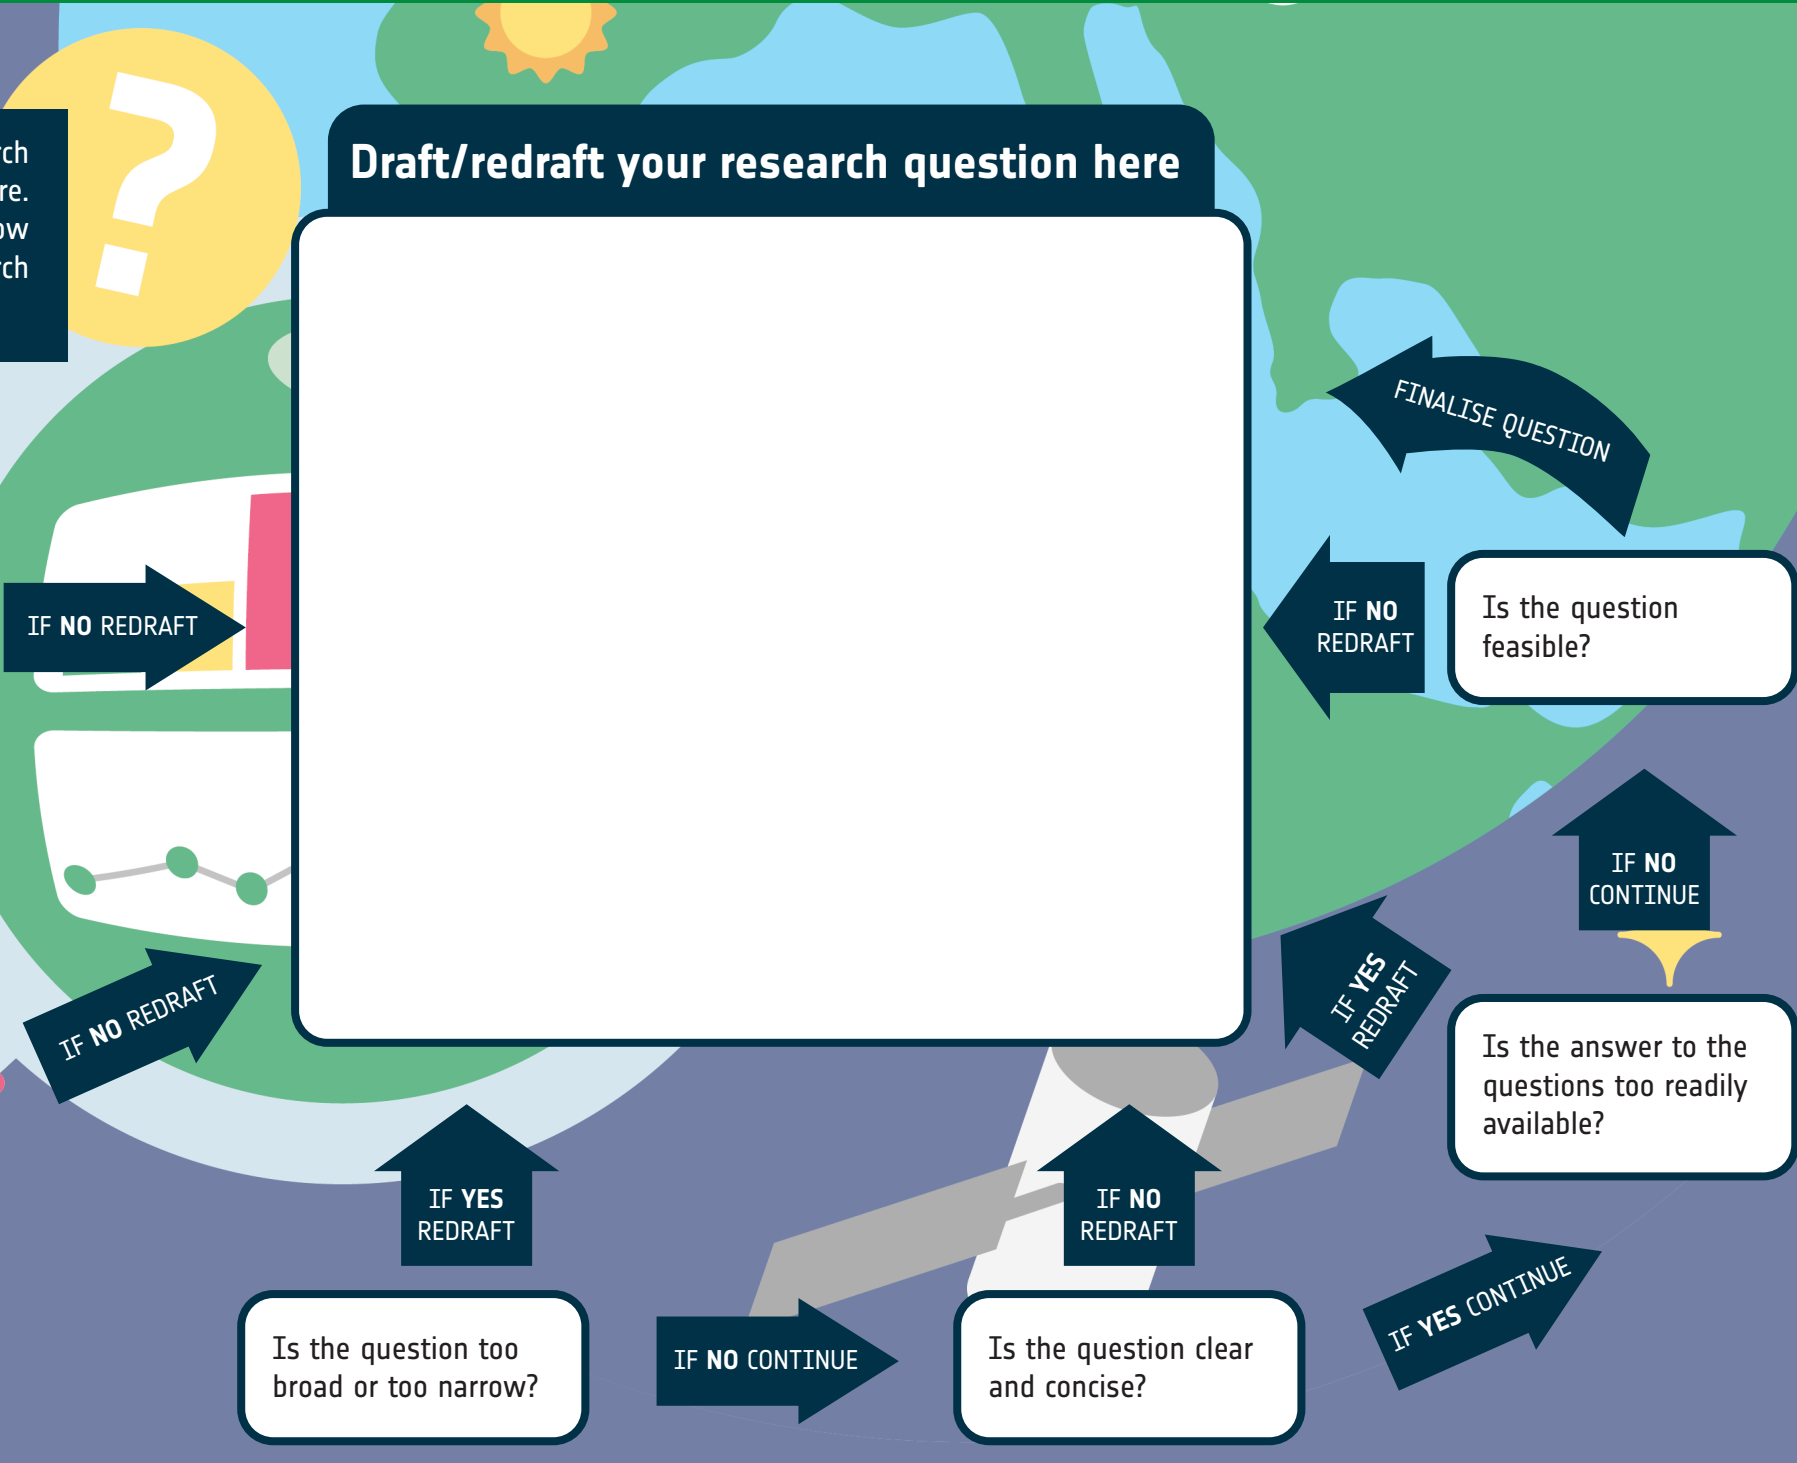 Draft/redraft your research question here
FINALISE QUESTION
IF NO REDRAFT
IF NO
REDRAFT
Is the question
feasible?
IF NO
CONTINUE
IF NO REDRAFT
IF YES
REDRAFT
Is the answer to the
questions too readily
available?
IF YES
REDRAFT
IF NO
REDRAFT
IF YES CONTINUE
Is the question too
broad or too narrow?
IF NO CONTINUE
Is the question clear
and concise?